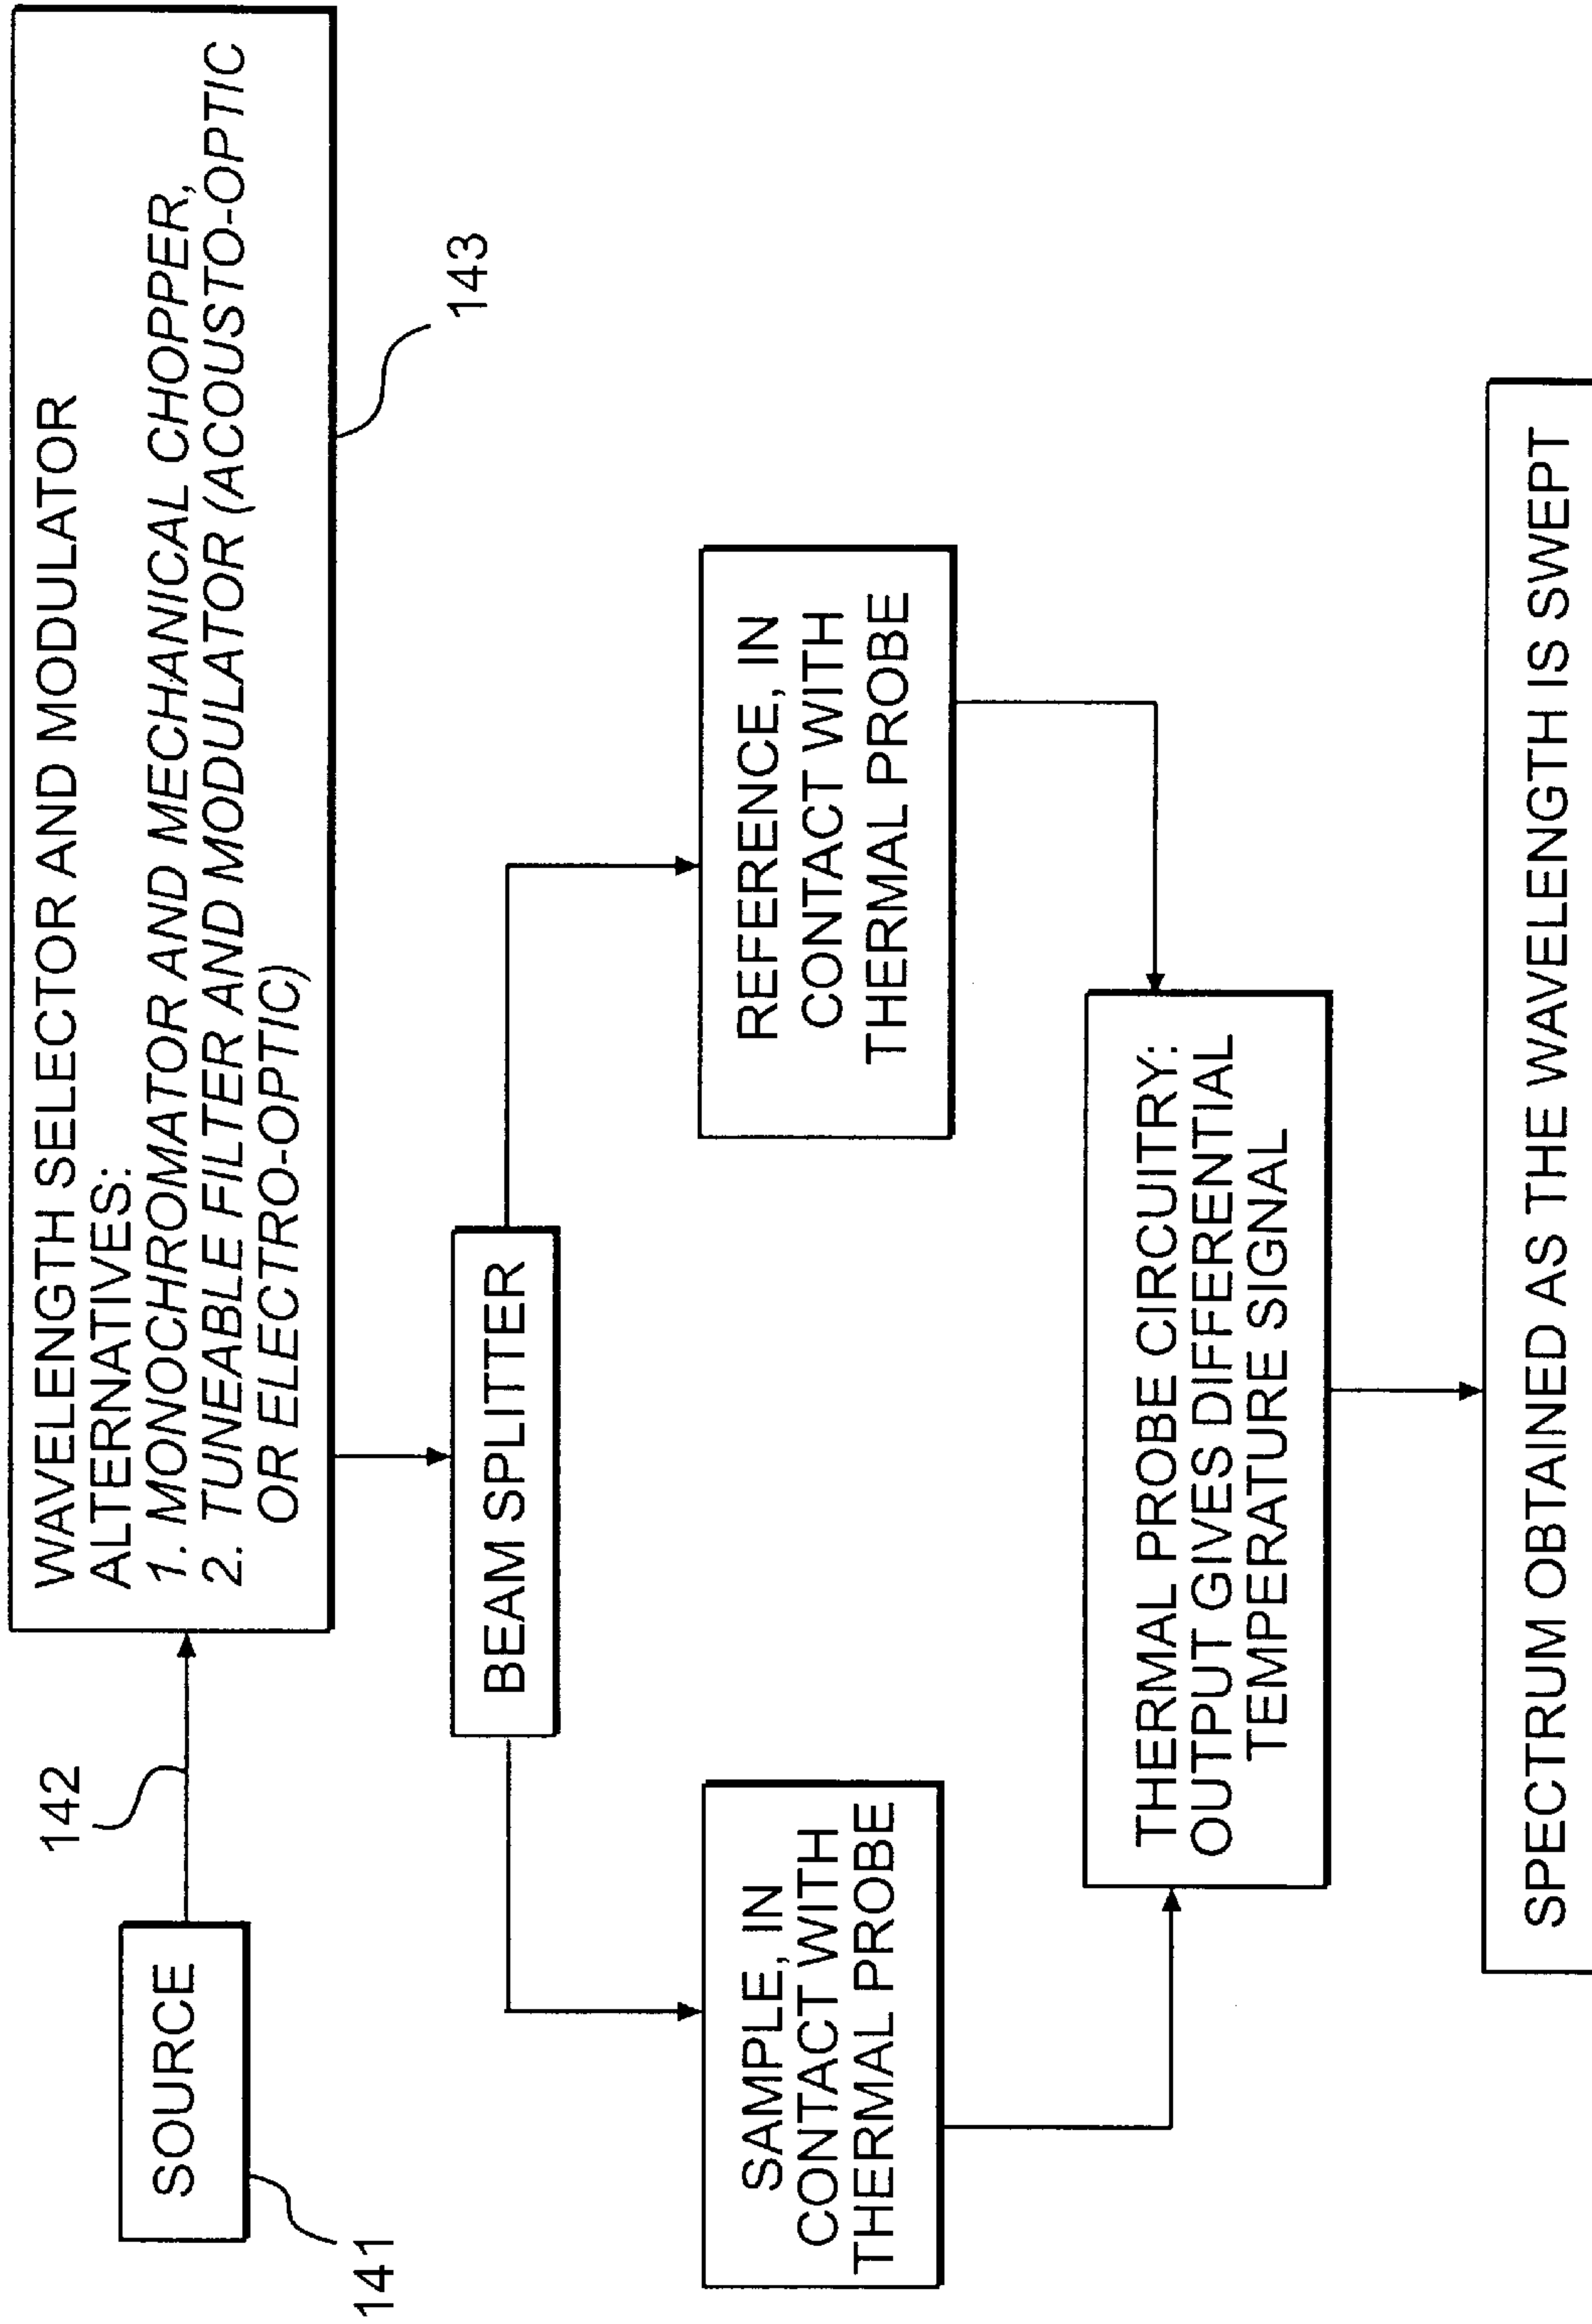 142
SOURCE
141
WAVELENGTH SELECTOR AND MODULATOR
ALTERNATIVES:
1. MONOCHROMATOR AND MECHANICAL CHOPPER,
2. TUNEABLE FILTER AND MODULATOR (ACOUSTO-OPTIC
OR ELECTRO-OPTIC)
143
BEAM SPLITTER
SAMPLE, IN
CONTACT WITH
THERMAL PROBE
REFERENCE, IN
CONTACT WITH
THERMAL PROBE
THERMAL PROBE CIRCUITRY:
OUTPUT GIVES DIFFERENTIAL
TEMPERATURE SIGNAL
SPECTRUM OBTAINED AS THE WAVELENGTH IS SWEPT